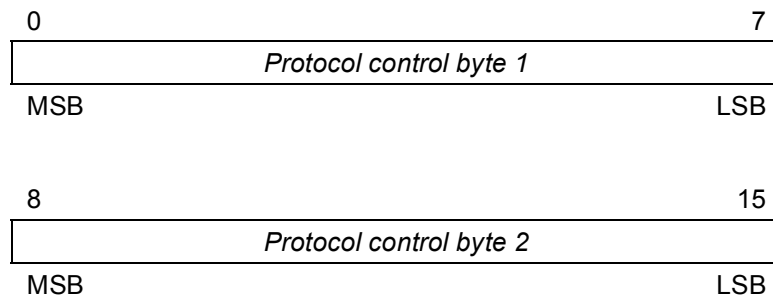 0 7
Protocol control byte 1
MSB LSB
8 15
Protocol control byte 2
MSB LSB